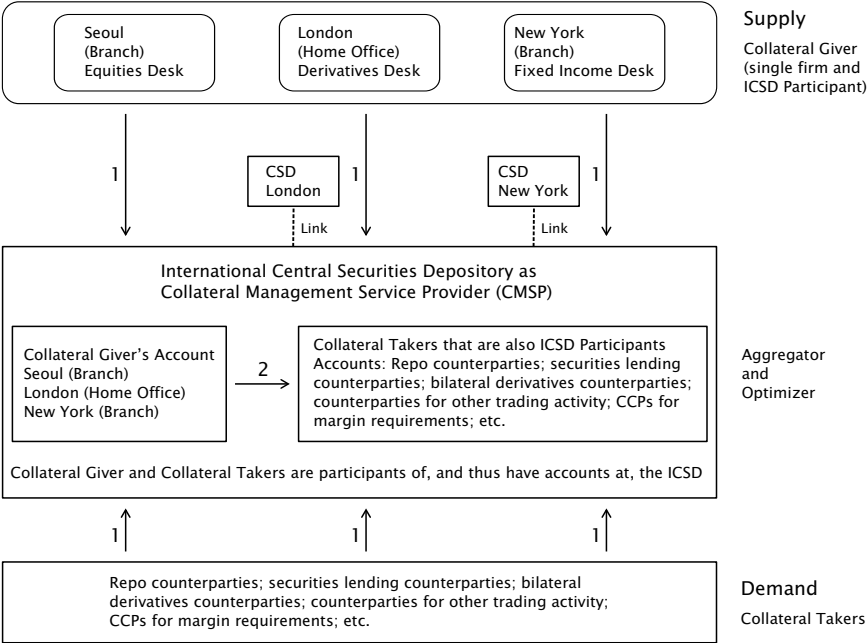 Seoul
(Branch)
Equities Desk
London
(Home Office)
Derivatives Desk
New York
(Branch)
Fixed Income Desk
Supply
Collateral Giver
(single firm and
ICSD Participant)
1
CSD
London
1
CSD
New York
1
Link
Link
International Central Securities Depository as
Collateral Management Service Provider (CMSP)
Collateral Giver's Account
Seoul (Branch)
London (Home Office)
New York (Branch)
2
Collateral Takers that are also ICSD Participants
Accounts: Repo counterparties; securities lending
counterparties; bilateral derivatives counterparties;
counterparties for other trading activity; CCPs for
margin requirements; etc.
Aggregator
and
Optimizer
Collateral Giver and Collateral Takers are participants of, and thus have accounts at, the ICSD
1
1
1
Repo counterparties; securities lending counterparties; bilateral
derivatives counterparties; counterparties for other trading activity;
CCPs for margin requirements; etc.
Demand
Collateral Takers